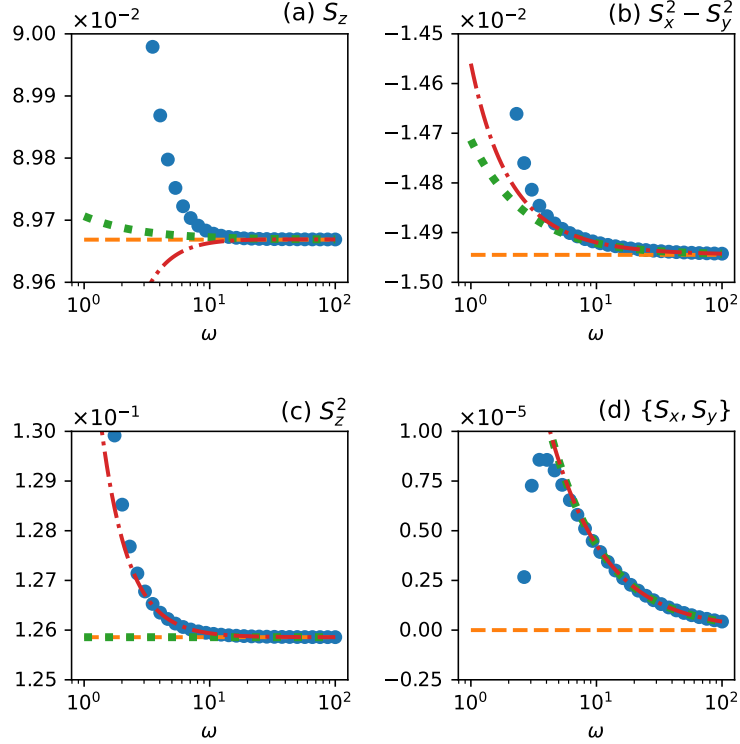 ×10⁻² (a) S_z
9.00
8.99
8.98
8.97
8.96
10⁰ 10¹ 10²
ω
×10⁻² (b) S_x² − S_y²
−1.45
−1.46
−1.47
−1.48
−1.49
−1.50
10⁰ 10¹ 10²
ω
×10⁻¹ (c) S_z²
1.30
1.29
1.28
1.27
1.26
1.25
10⁰ 10¹ 10²
ω
×10⁻⁵ (d) {S_x, S_y}
1.00
0.75
0.50
0.25
0.00
−0.25
10⁰ 10¹ 10²
ω